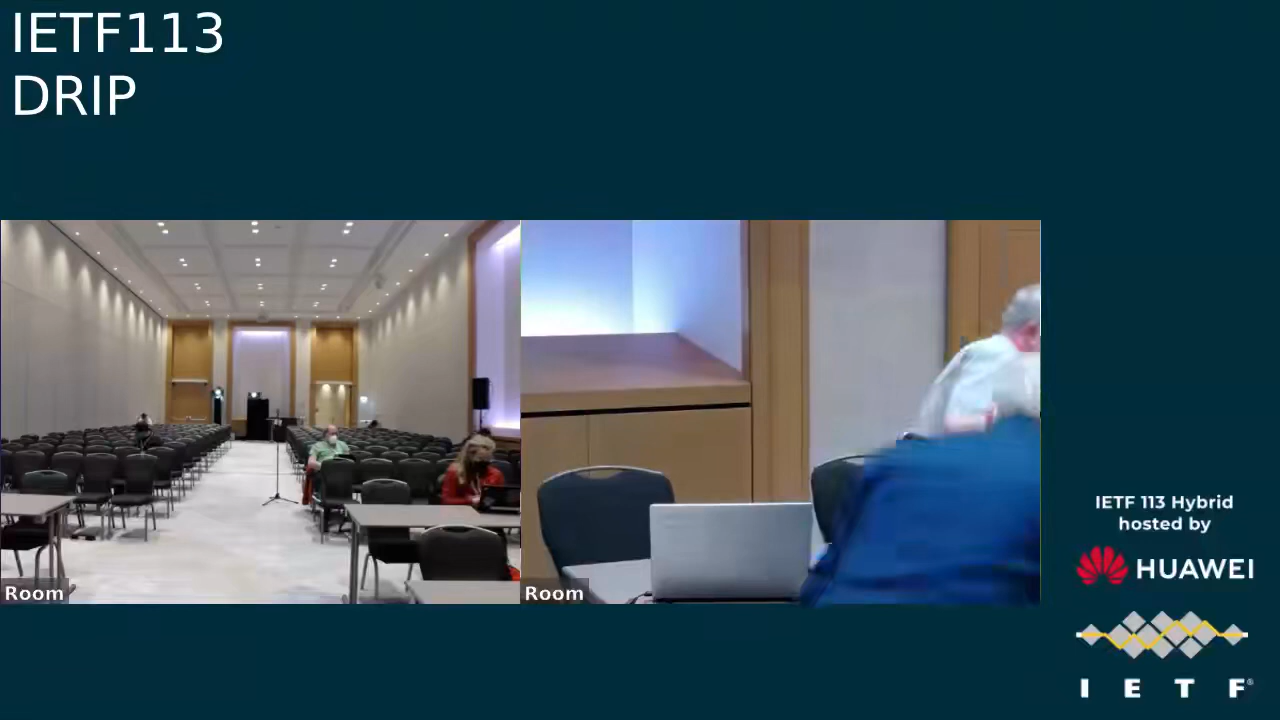 IETF113
DRIP
Room
Room
IETF 113 Hybrid
hosted by
HUAWEI
I E T F®